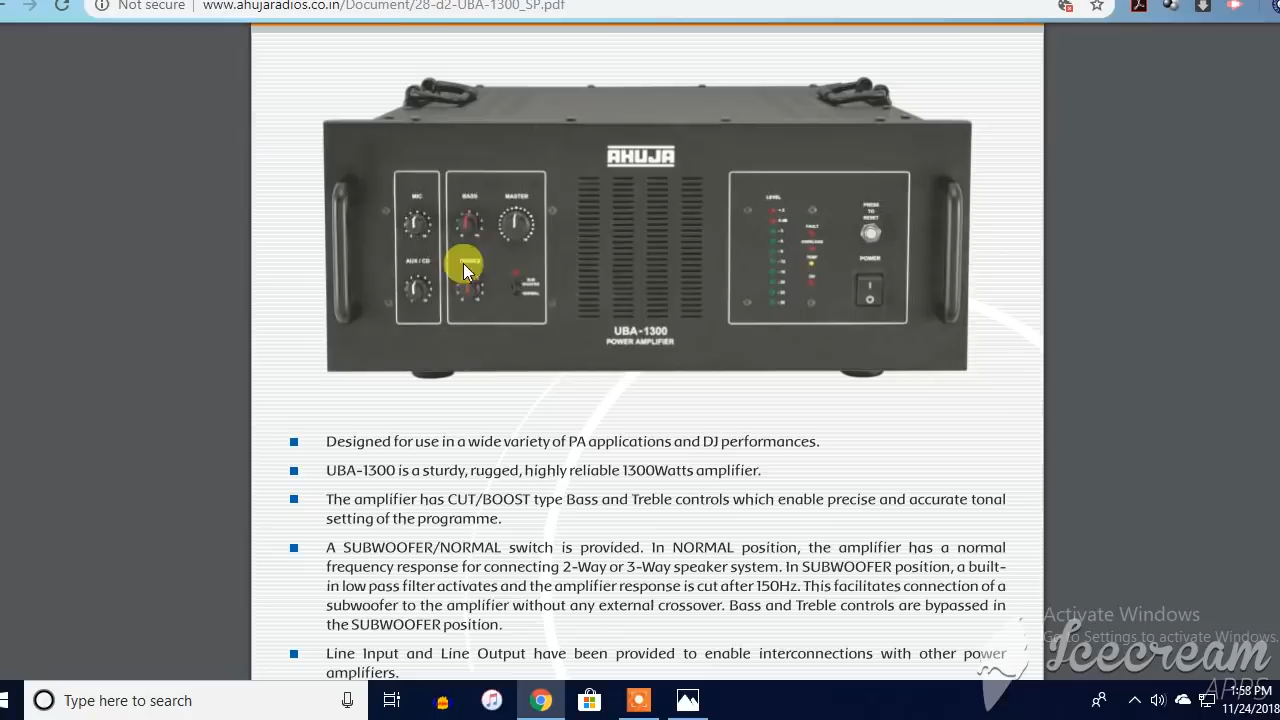 Not secure
www.ahujaradios.co.in/Document/28-d2-UBA-1300_SP.pdf
AHUJA
MIC
BASS
MASTER
AUX / CD
LEVEL
FAULT
TEMP
PRESS
TO
RESET
POWER
UBA-1300
POWER AMPLIFIER
Designed for use in a wide variety of PA applications and DJ performances.
UBA-1300 is a sturdy, rugged, highly reliable 1300Watts amplifier.
The amplifier has CUT/BOOST type Bass and Treble controls which enable precise and accurate tonal
setting of the programme.
A SUBWOOFER/NORMAL switch is provided. In NORMAL position, the amplifier has a normal
frequency response for connecting 2-Way or 3-Way speaker system. In SUBWOOFER position, a built-
in low pass filter activates and the amplifier response is cut after 150Hz. This facilitates connection of a
subwoofer to the amplifier without any external crossover. Bass and Treble controls are bypassed in
the SUBWOOFER position.
Line Input and Line Output have been provided to enable interconnections with other power
amplifiers.
Activate Windows
Go to Settings to activate Windows.
Icecream
APPS
Type here to search
1:58 PM
11/24/2018